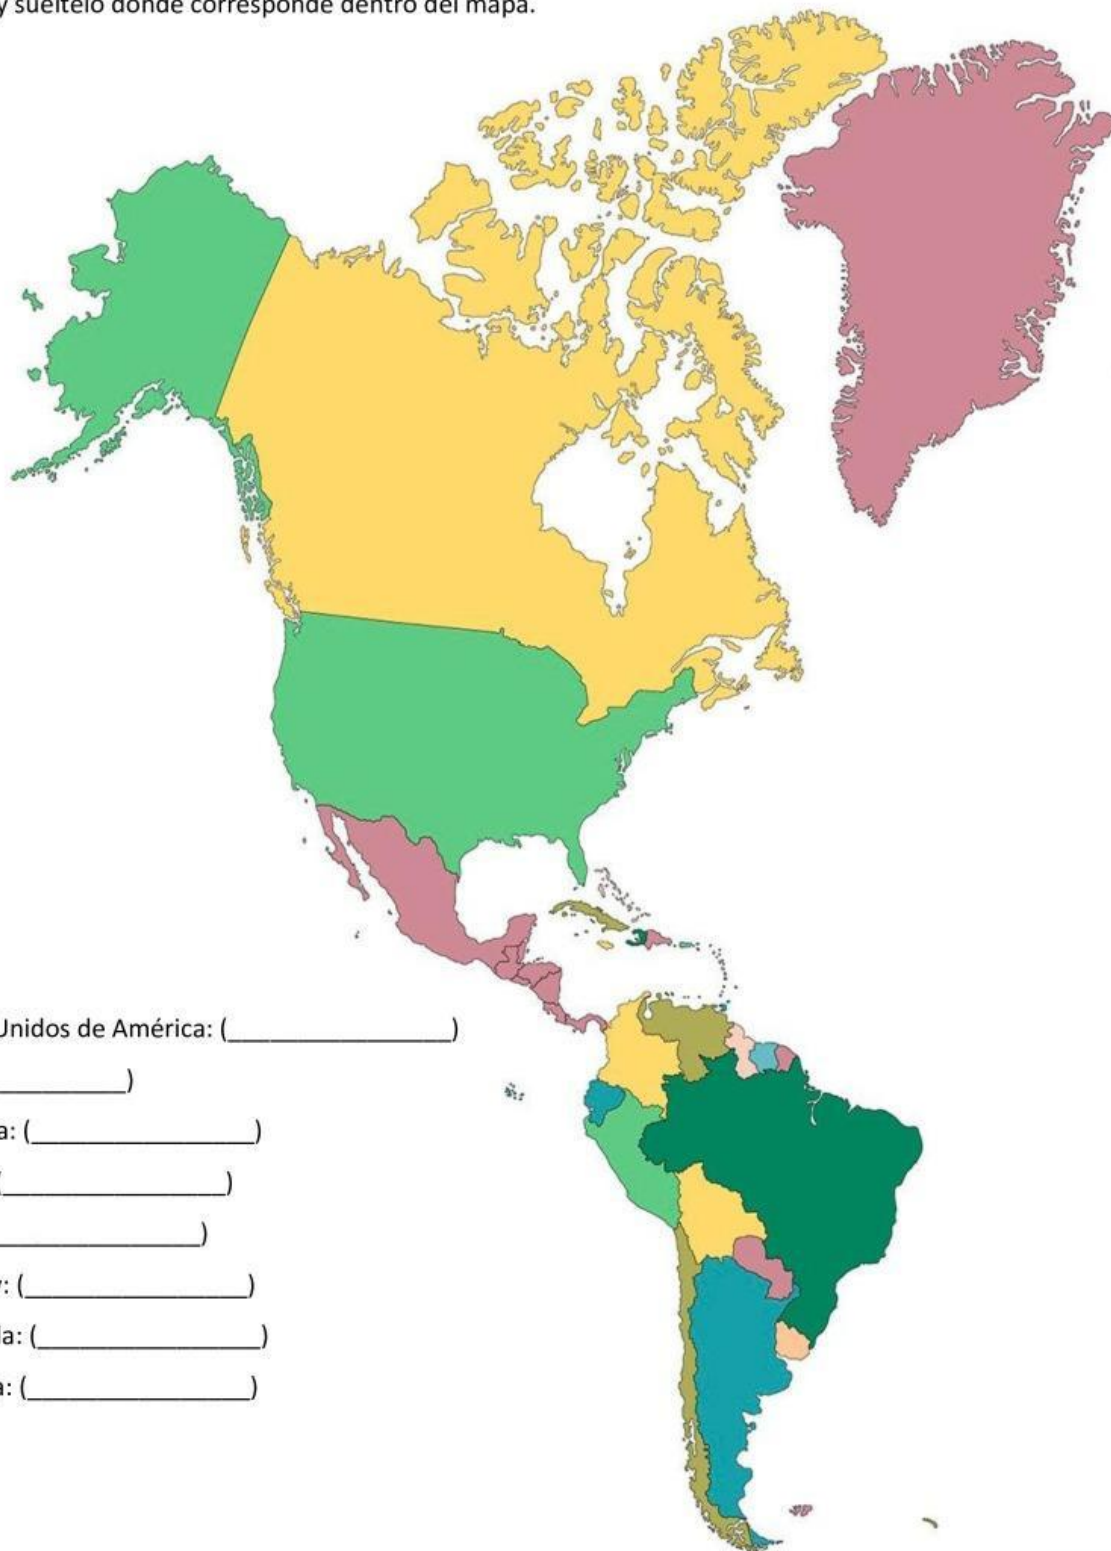 y suéltelo donde corresponde dentro del mapa.
Unidos de América: (________________)
__________)
a: (________________)
(________________)
________________)
: (________________)
la: (________________)
a: (________________)